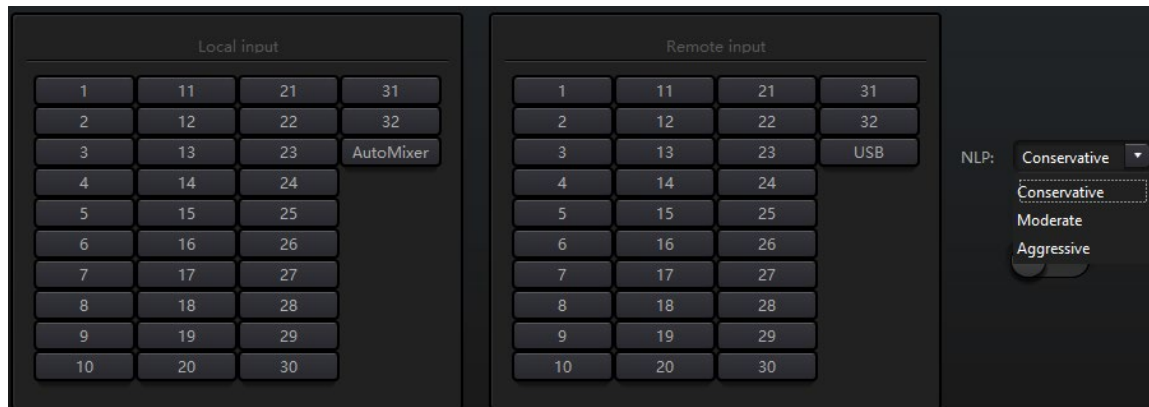 Local input
Remote input
1 11 21 31 1 11 21 31
2 12 22 32 2 12 22 32
3 13 23 AutoMixer 3 13 23 USB NLP: Conservative
4 14 24 4 14 24 Conservative
5 15 25 5 15 25 Moderate
6 16 26 6 16 26 Aggressive
7 17 27 7 17 27
8 18 28 8 18 28
9 19 29 9 19 29
10 20 30 10 20 30